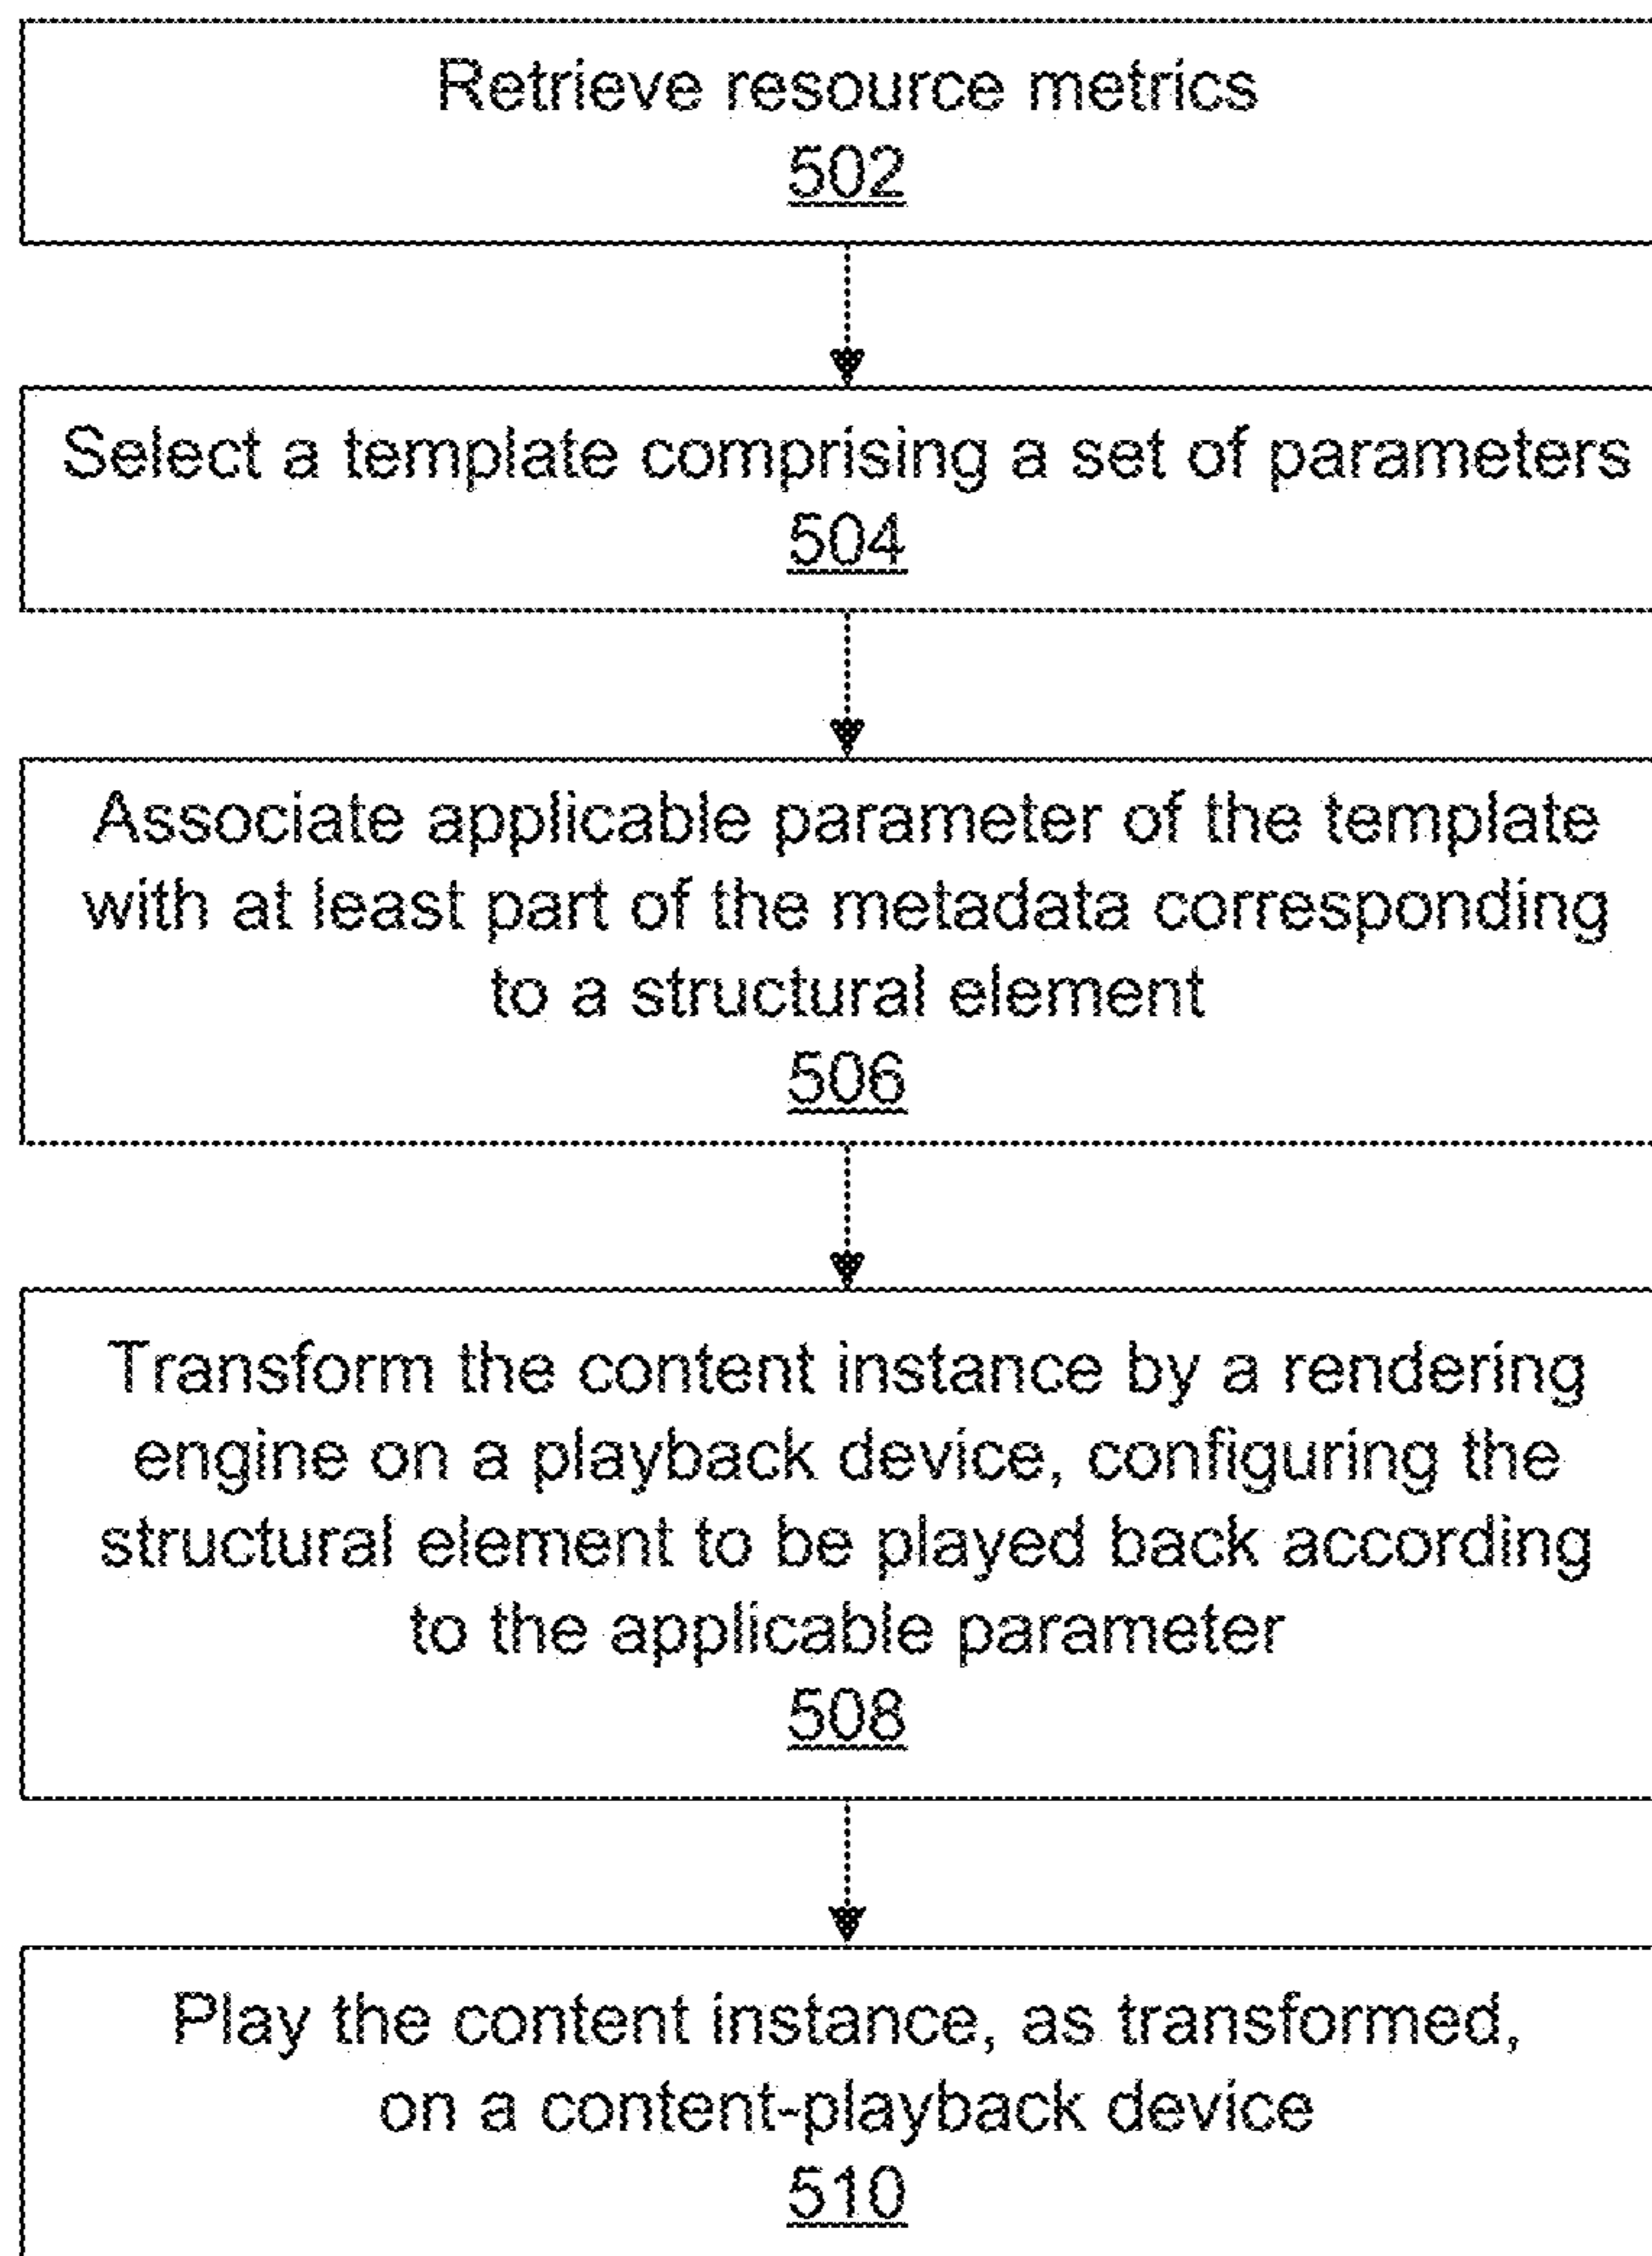 Retrieve resource metrics
502
Select a template comprising a set of parameters
504
Associate applicable parameter of the template
with at least part of the metadata corresponding
to a structural element
506
Transform the content instance by a rendering
engine on a playback device, configuring the
structural element to be played back according
to the applicable parameter
508
Play the content instance, as transformed,
on a content-playback device
510